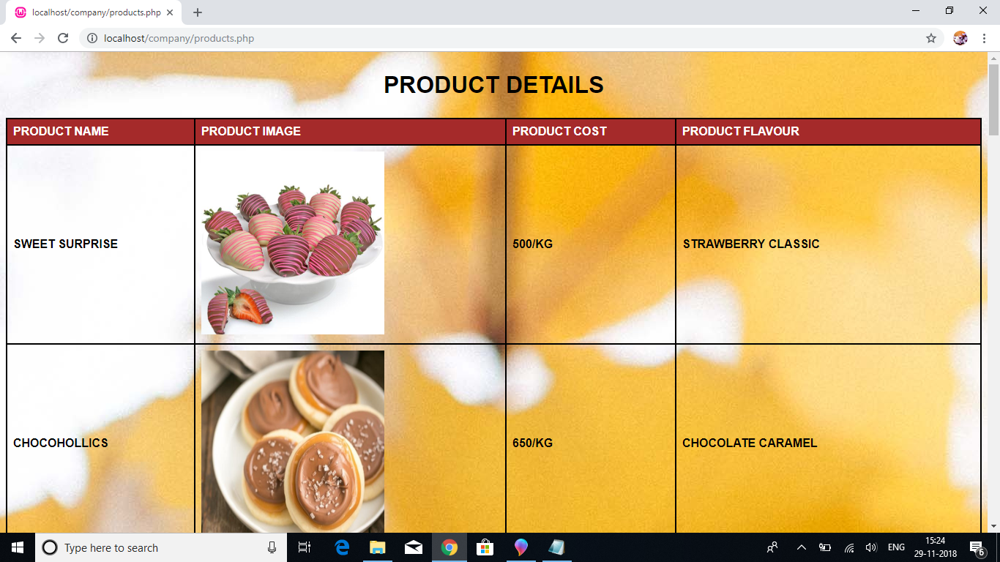 localhost/company/products.php
localhost/company/products.php
PRODUCT DETAILS
PRODUCT NAME PRODUCT IMAGE PRODUCT COST PRODUCT FLAVOUR
SWEET SURPRISE 500/KG STRAWBERRY CLASSIC
CHOCOHOLLICS 650/KG CHOCOLATE CARAMEL
Type here to search
ENG
15:24
29-11-2018
6